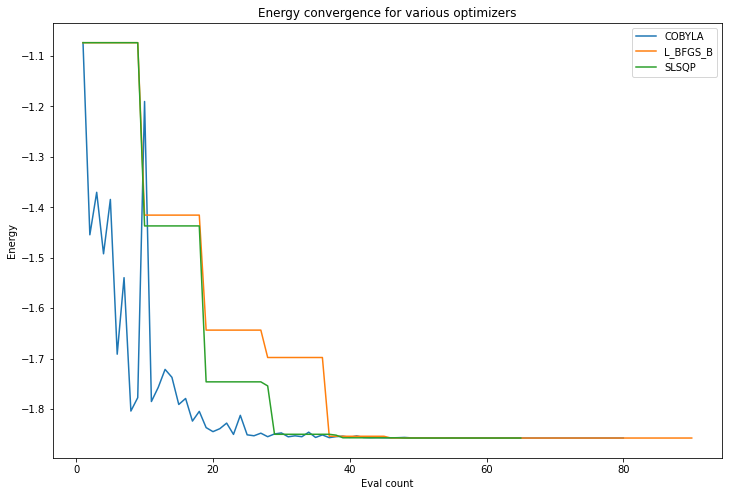 Energy convergence for various optimizers
COBYLA
L_BFGS_B
SLSQP
Energy
−1.1
−1.2
−1.3
−1.4
−1.5
−1.6
−1.7
−1.8
0 20 40 60 80
Eval count